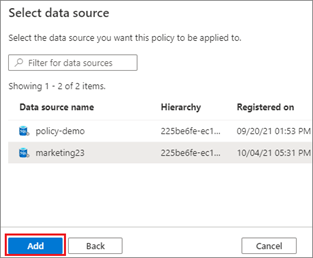 Select data source
Select the data source you want this policy to be applied to.
Filter for data sources
Showing 1 - 2 of 2 items.
Data source name Hierarchy Registered on
policy-demo 225be6fe-ec1... 09/20/21 01:53 PM
marketing23 225be6fe-ec1... 10/04/21 05:31 PM
Add Back Cancel